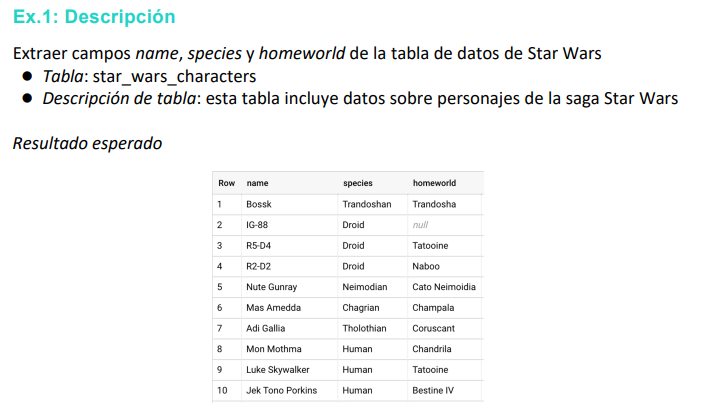 Ex.1: Descripción
Extraer campos name, species y homeworld de la tabla de datos de Star Wars
● Tabla: star_wars_characters
● Descripción de tabla: esta tabla incluye datos sobre personajes de la saga Star Wars
Resultado esperado
Row name species homeworld
1 Bossk Trandoshan Trandosha
2 IG-88 Droid null
3 R5-D4 Droid Tatooine
4 R2-D2 Droid Naboo
5 Nute Gunray Neimodian Cato Neimoidia
6 Mas Amedda Chagrian Champala
7 Adi Gallia Tholothian Coruscant
8 Mon Mothma Human Chandrila
9 Luke Skywalker Human Tatooine
10 Jek Tono Porkins Human Bestine IV